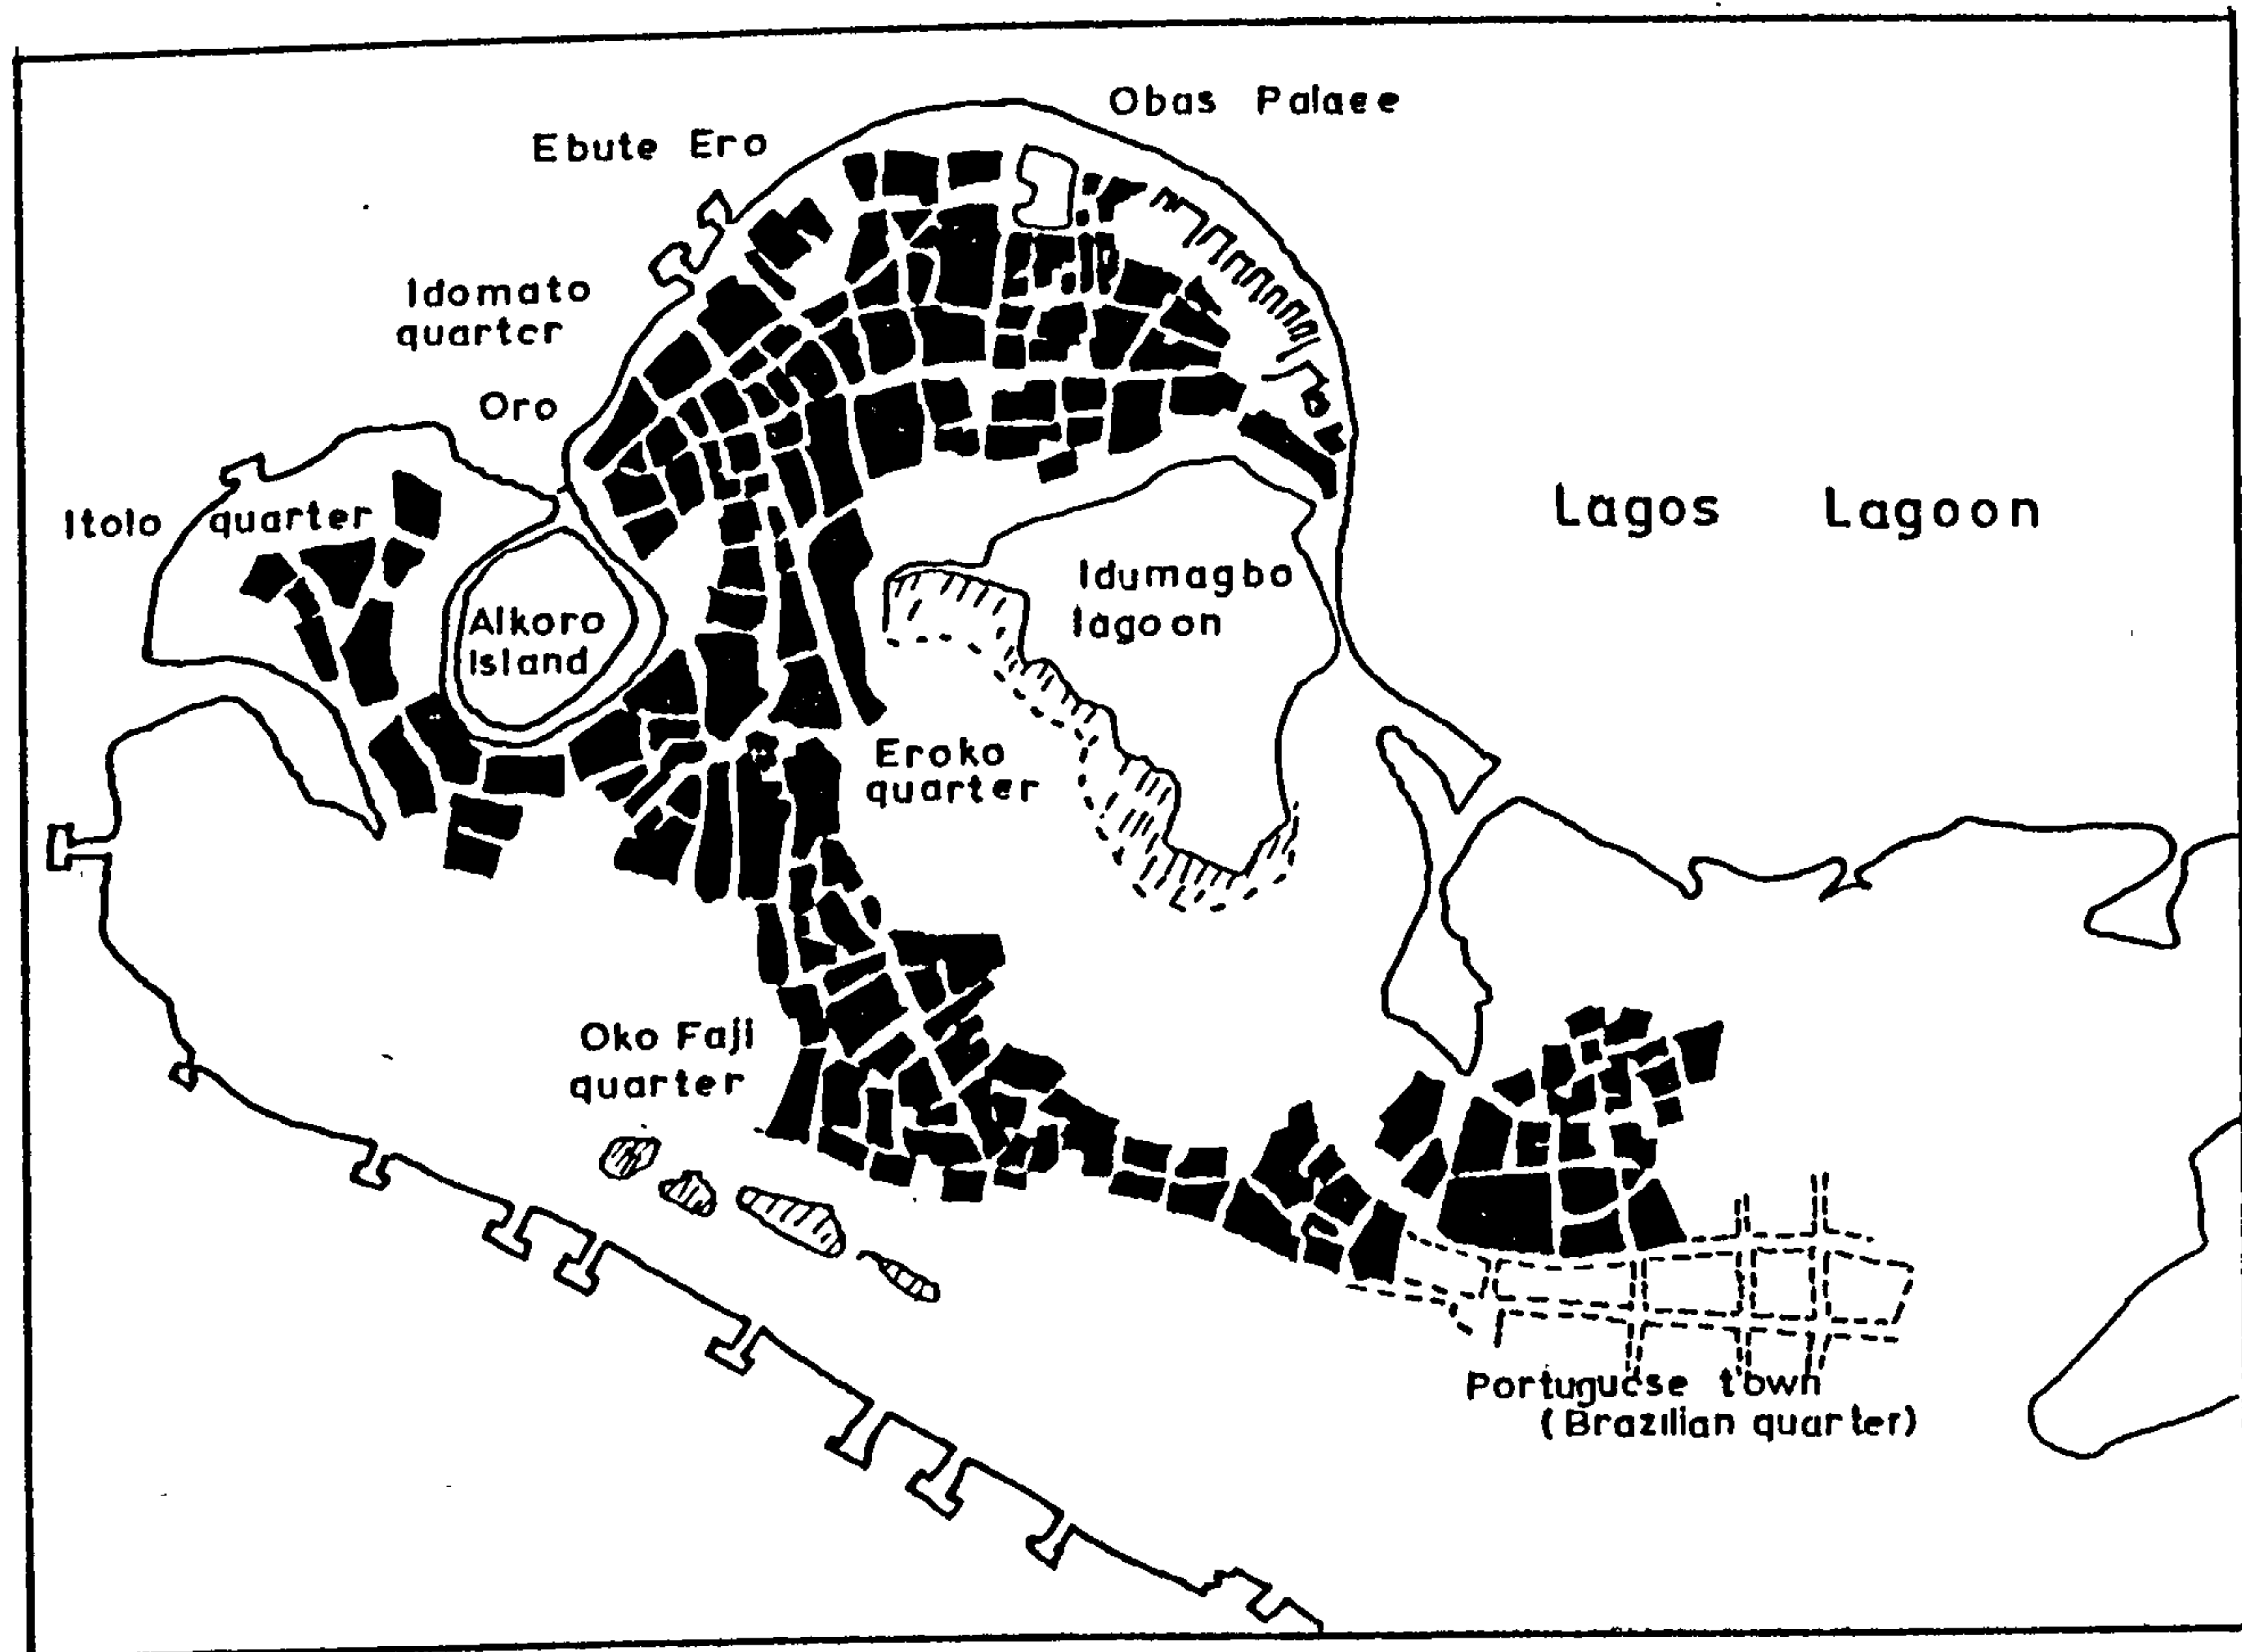 Obas Palaee
Ebute Ero
Idomato
quarter
Oro
Itolo quarter
Lagos Lagoon
Idumagbo
lagoon
Alkoro
Island
Eroko
quarter
Oko Faji
quarter
Portuguese town
(Brazilian quarter)